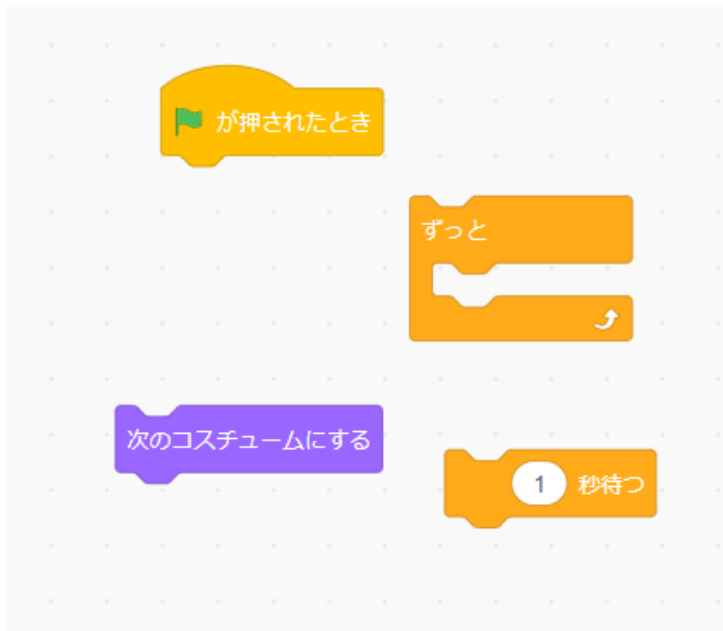 が押されたとき
ずっと
次のコスチュームにする
1 秒待つ